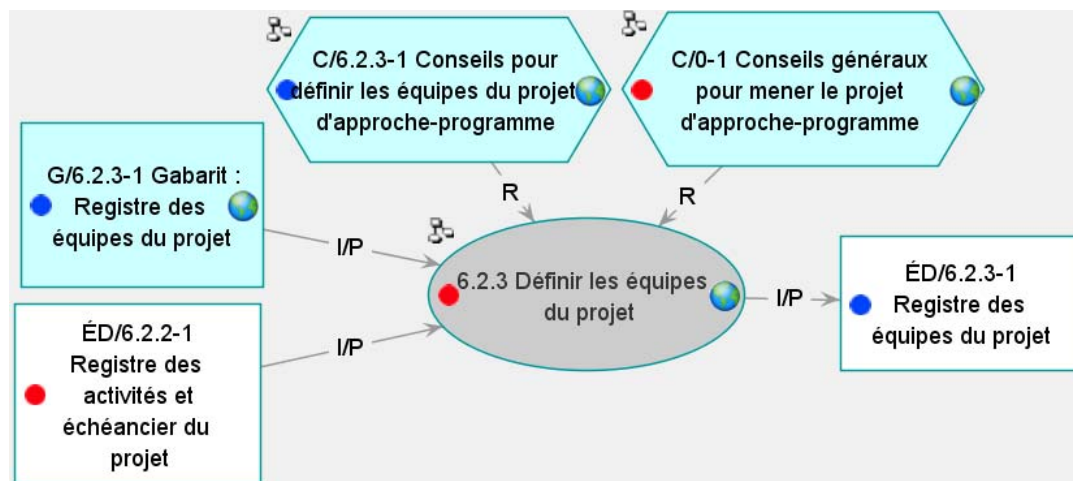 C/6.2.3-1 Conseils pour
définir les équipes du projet
d'approche-programme
C/0-1 Conseils généraux
pour mener le projet
d'approche-programme
G/6.2.3-1 Gabarit :
Registre des
équipes du projet
R
R
I/P
6.2.3 Définir les équipes
du projet
I/P
ÉD/6.2.3-1
Registre des
équipes du projet
I/P
ÉD/6.2.2-1
Registre des
activités et
échéancier du
projet